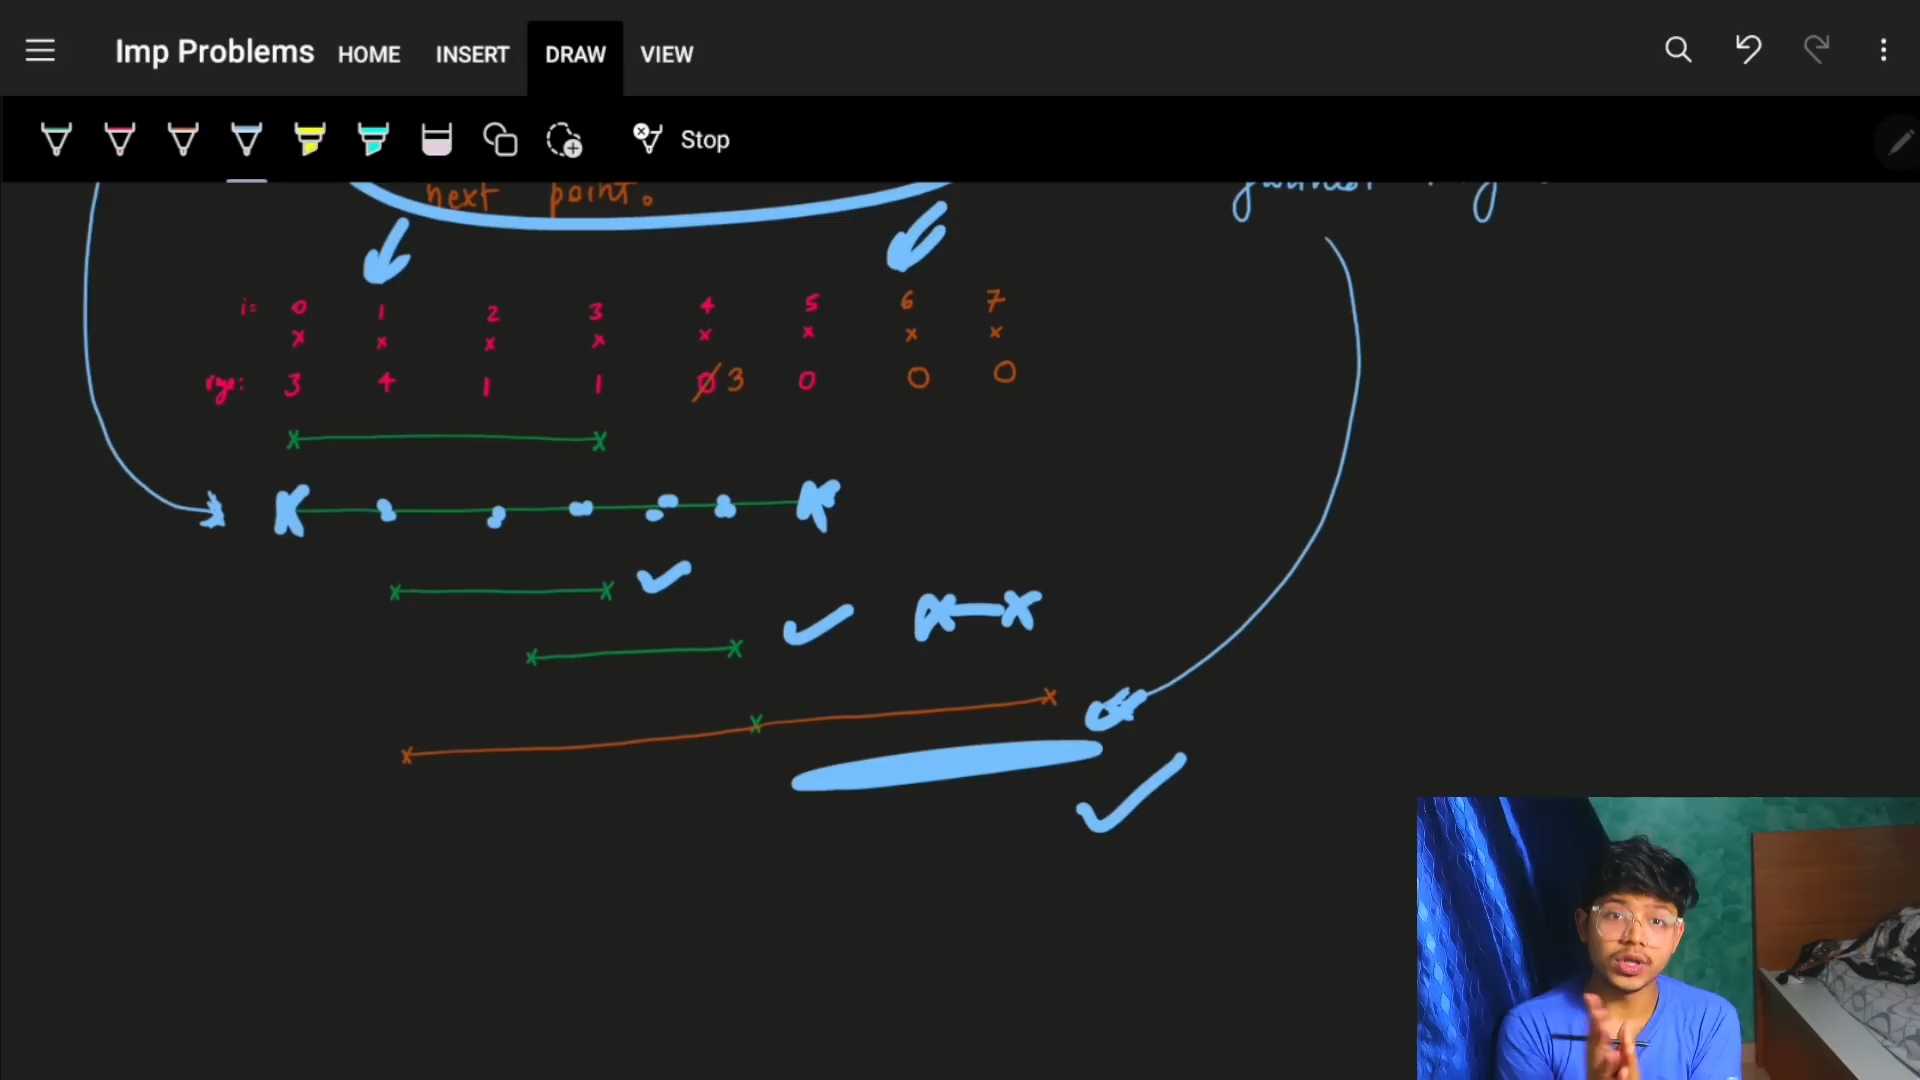 Imp Problems HOME INSERT DRAW VIEW
Stop
next point.
i= 0 1 2 3 4 5 6 7
x x x x x x x x
rge: 3 4 1 1 0 3 0 0 0